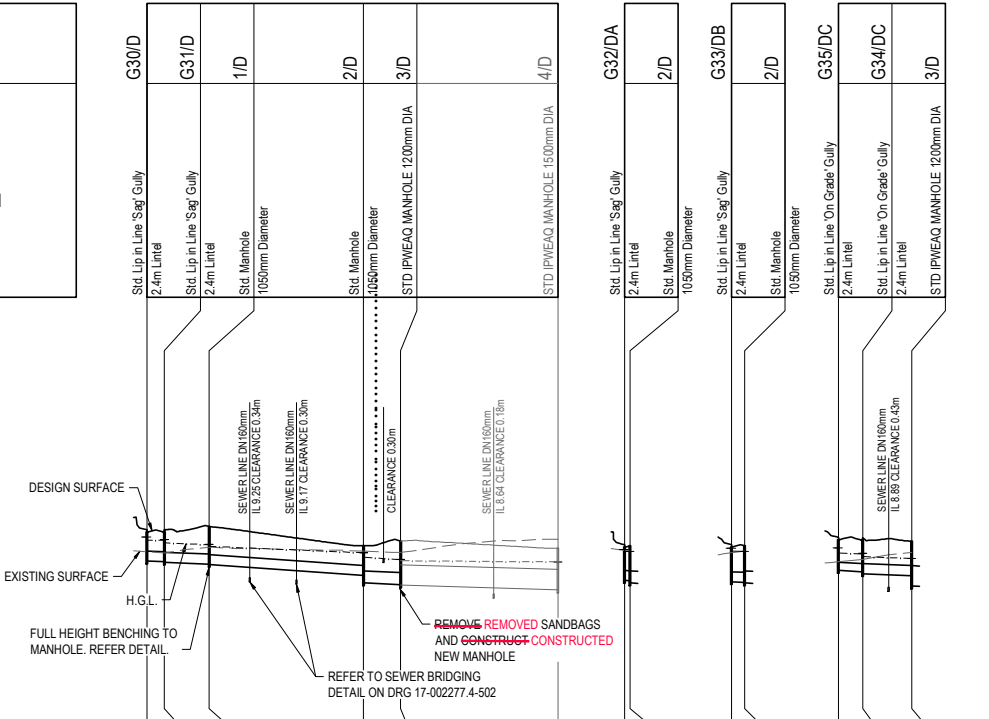 G30/D
G31/D
1/D
2/D
3/D
4/D
G32/DA
2/D
G33/DB
2/D
G35/DC
G34/DC
3/D
Std. Lip in Line 'Sag' Gully
2.4m Lintel
Std. Lip in Line 'Sag' Gully
2.4m Lintel
Std. Manhole
1050mm Diameter
Std. Manhole
1050mm Diameter
STD IPWEAQ MANHOLE 1200mm DIA
STD IPWEAQ MANHOLE 1500mm DIA
Std. Lip in Line 'Sag' Gully
2.4m Lintel
Std. Manhole
1050mm Diameter
Std. Lip in Line 'Sag' Gully
2.4m Lintel
Std. Manhole
1050mm Diameter
Std. Lip in Line 'On Grade' Gully
2.4m Lintel
Std. Lip in Line 'On Grade' Gully
2.4m Lintel
STD IPWEAQ MANHOLE 1200mm DIA
SEWER LINE DN160mm
IL 9.25 CLEARANCE 0.34m
SEWER LINE DN160mm
IL 9.17 CLEARANCE 0.30m
CLEARANCE 0.30m
SEWER LINE DN160mm
IL 8.64 CLEARANCE 0.18m
SEWER LINE DN160mm
IL 8.89 CLEARANCE 0.43m
DESIGN SURFACE
EXISTING SURFACE
H.G.L.
FULL HEIGHT BENCHING TO
MANHOLE. REFER DETAIL.
REMOVE REMOVED SANDBAGS
AND CONSTRUCT CONSTRUCTED
NEW MANHOLE
REFER TO SEWER BRIDGING
DETAIL ON DRG 17-002277.4-502